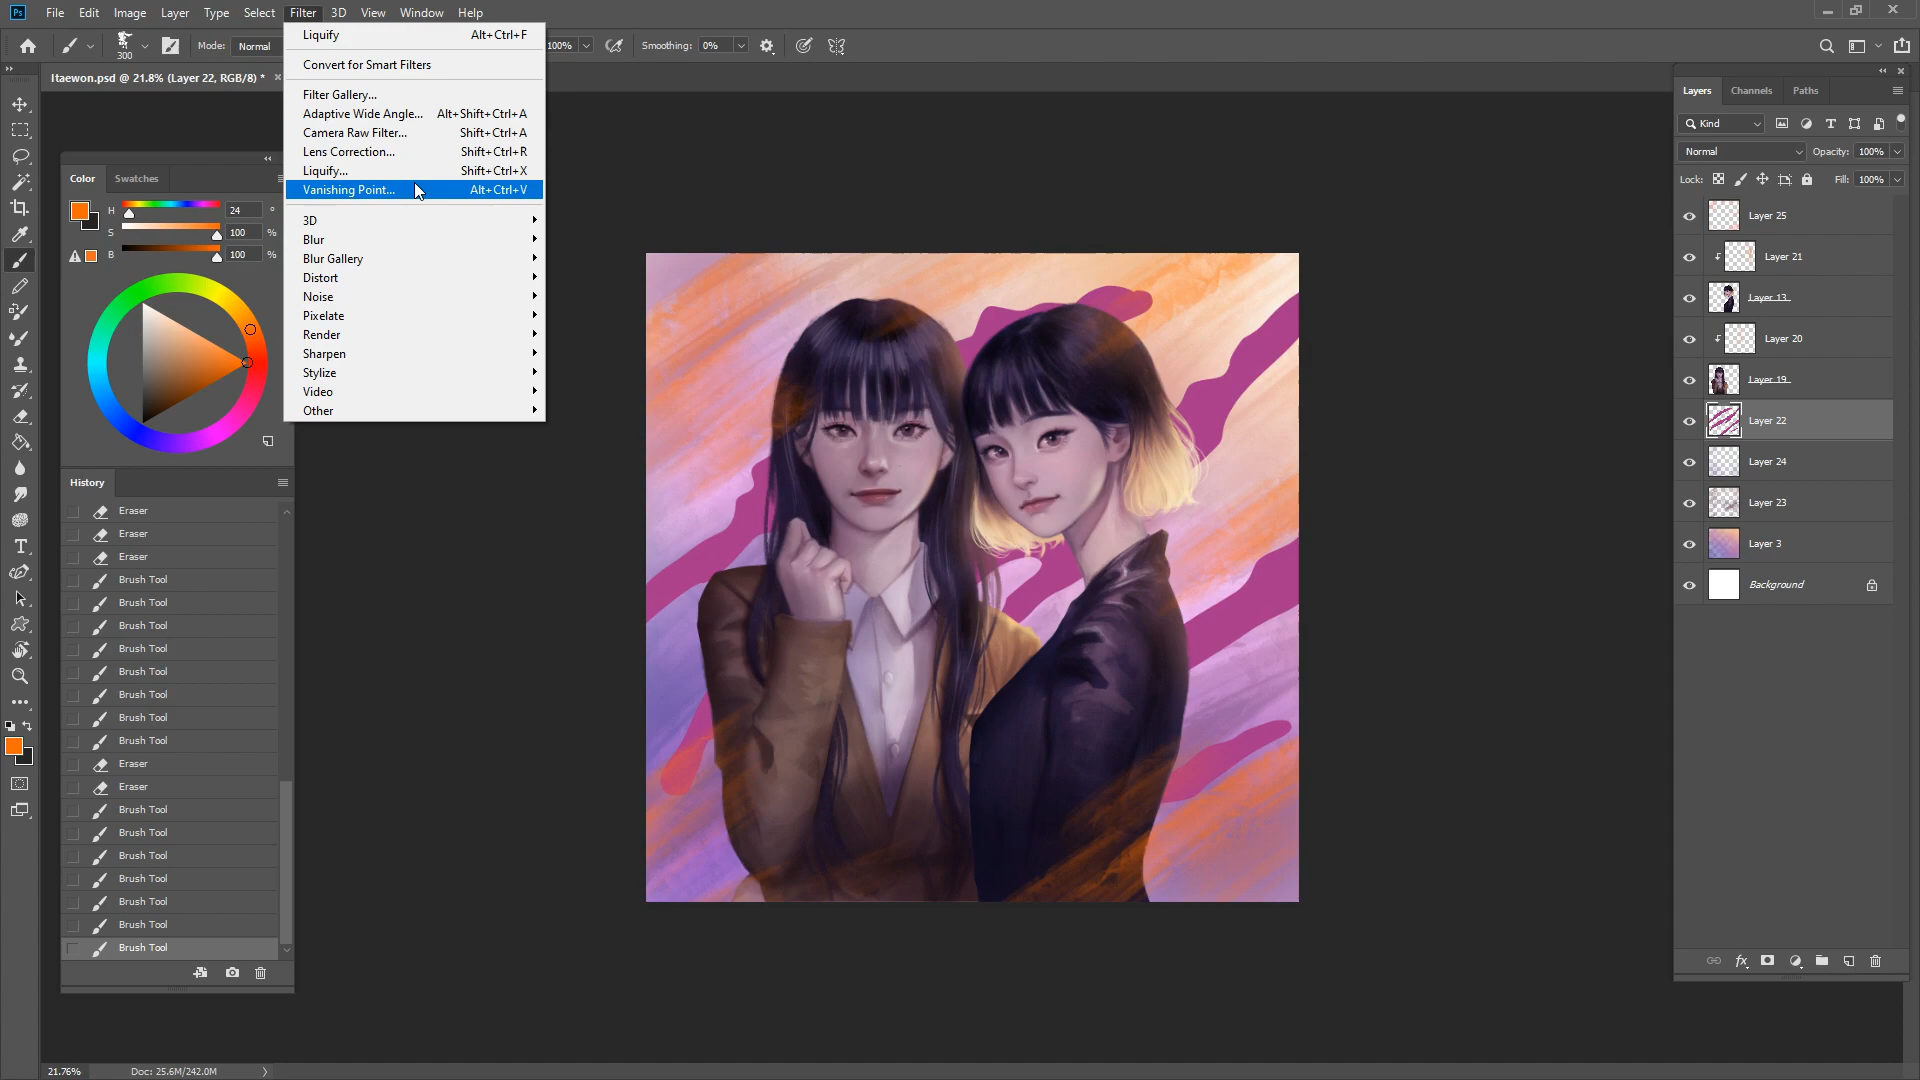 Ps File Edit Image Layer Type Select Filter 3D View Window Help
300 Mode: Normal 100% Smoothing: 0%
Itaewon.psd @ 21.8% (Layer 22, RGB/8) *
Liquify Alt+Ctrl+F
Convert for Smart Filters
Filter Gallery...
Adaptive Wide Angle... Alt+Shift+Ctrl+A
Camera Raw Filter... Shift+Ctrl+A
Lens Correction... Shift+Ctrl+R
Liquify... Shift+Ctrl+X
Vanishing Point... Alt+Ctrl+V
3D
Blur
Blur Gallery
Distort
Noise
Pixelate
Render
Sharpen
Stylize
Video
Other
Color Swatches
H 24 °
S 100 %
B 100 %
History
Eraser
Eraser
Eraser
Brush Tool
Brush Tool
Brush Tool
Brush Tool
Brush Tool
Brush Tool
Brush Tool
Brush Tool
Eraser
Eraser
Brush Tool
Brush Tool
Brush Tool
Brush Tool
Brush Tool
Brush Tool
Brush Tool
Layers Channels Paths
Kind
Normal Opacity: 100%
Lock: Fill: 100%
Layer 25
Layer 21
Layer 13
Layer 20
Layer 19
Layer 22
Layer 24
Layer 23
Layer 3
Background
fx
21.76% Doc: 25.6M/242.0M